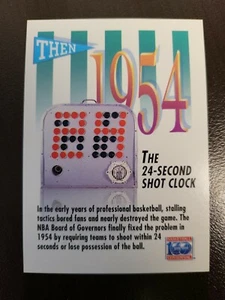 THEN
1954
THE
24-SECOND
SHOT CLOCK
In the early years of professional basketball, stalling
tactics bored fans and nearly destroyed the game. The
NBA Board of Governors finally fixed the problem in
1954 by requiring teams to shoot within 24
seconds or lose possession of the ball.